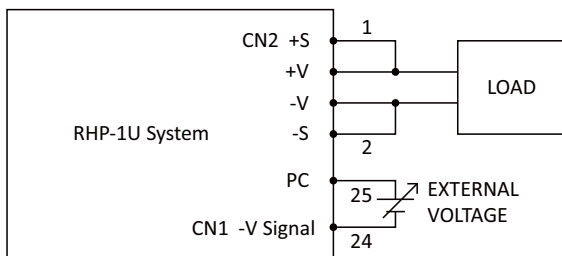 CN2 +S
1
+V
-V
LOAD
RHP-1U System
-S
2
PC
25
EXTERNAL
VOLTAGE
CN1 -V Signal
24